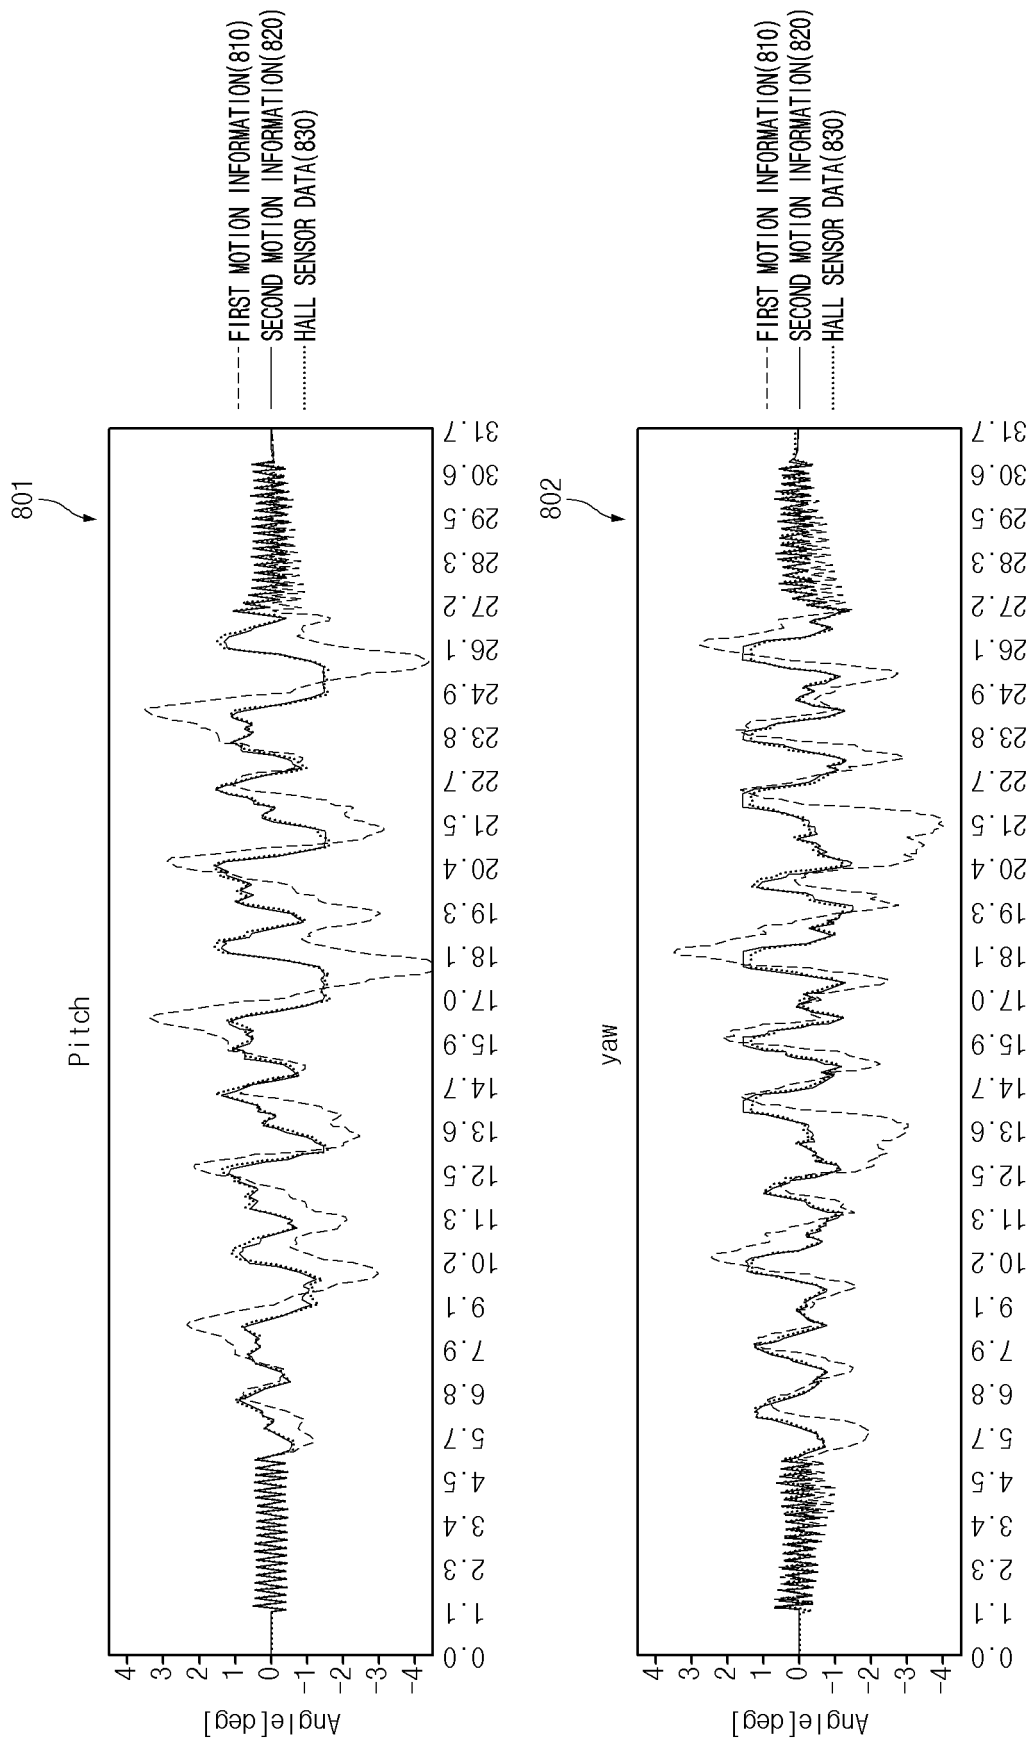 801
Pitch
Angle[deg]
4
3
2
1
0
-1
-2
-3
-4
0.0 1.1 2.3 3.4 4.5 5.7 6.8 7.9 9.1 10.2 11.3 12.5 13.6 14.7 15.9 17.0 18.1 19.3 20.4 21.5 22.7 23.8 24.9 26.1 27.2 28.3 29.5 30.6 31.7
FIRST MOTION INFORMATION(810)
SECOND MOTION INFORMATION(820)
HALL SENSOR DATA(830)
802
yaw
Angle[deg]
4
3
2
1
0
-1
-2
-3
-4
0.0 1.1 2.3 3.4 4.5 5.7 6.8 7.9 9.1 10.2 11.3 12.5 13.6 14.7 15.9 17.0 18.1 19.3 20.4 21.5 22.7 23.8 24.9 26.1 27.2 28.3 29.5 30.6 31.7
FIRST MOTION INFORMATION(810)
SECOND MOTION INFORMATION(820)
HALL SENSOR DATA(830)